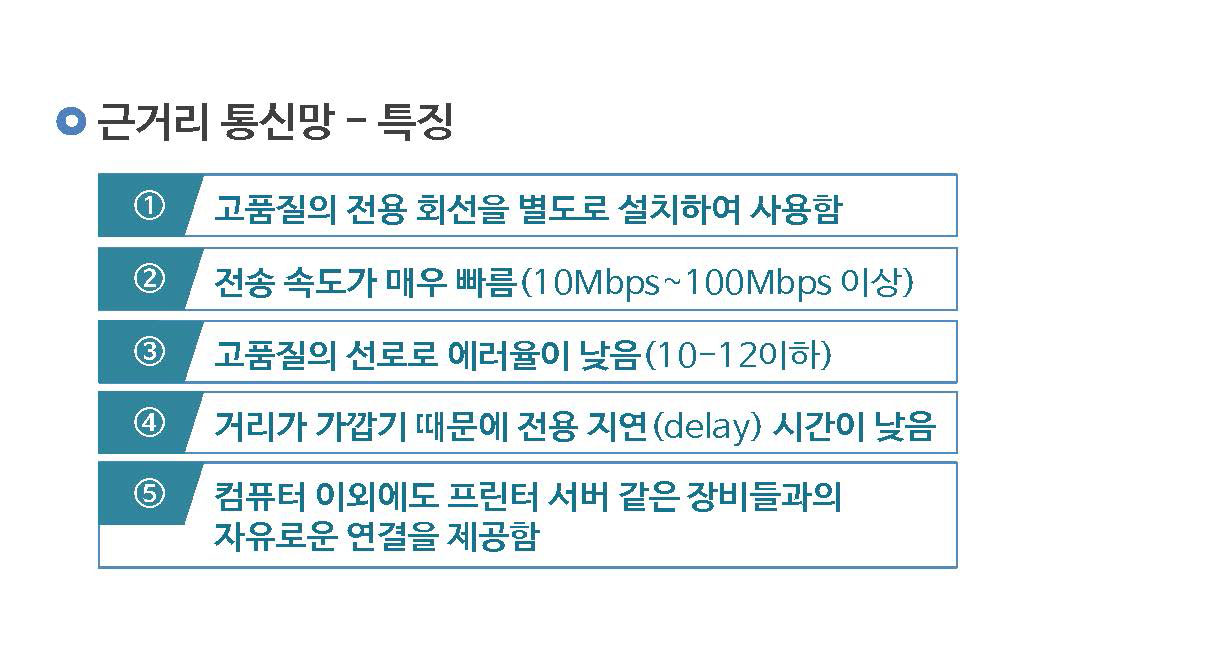 근거리 통신망 - 특징
① 고품질의 전용 회선을 별도로 설치하여 사용함
② 전송 속도가 매우 빠름(10Mbps~100Mbps 이상)
③ 고품질의 선로로 에러율이 낮음(10-12이하)
④ 거리가 가깝기 때문에 전용 지연(delay) 시간이 낮음
⑤ 컴퓨터 이외에도 프린터 서버 같은 장비들과의
자유로운 연결을 제공함